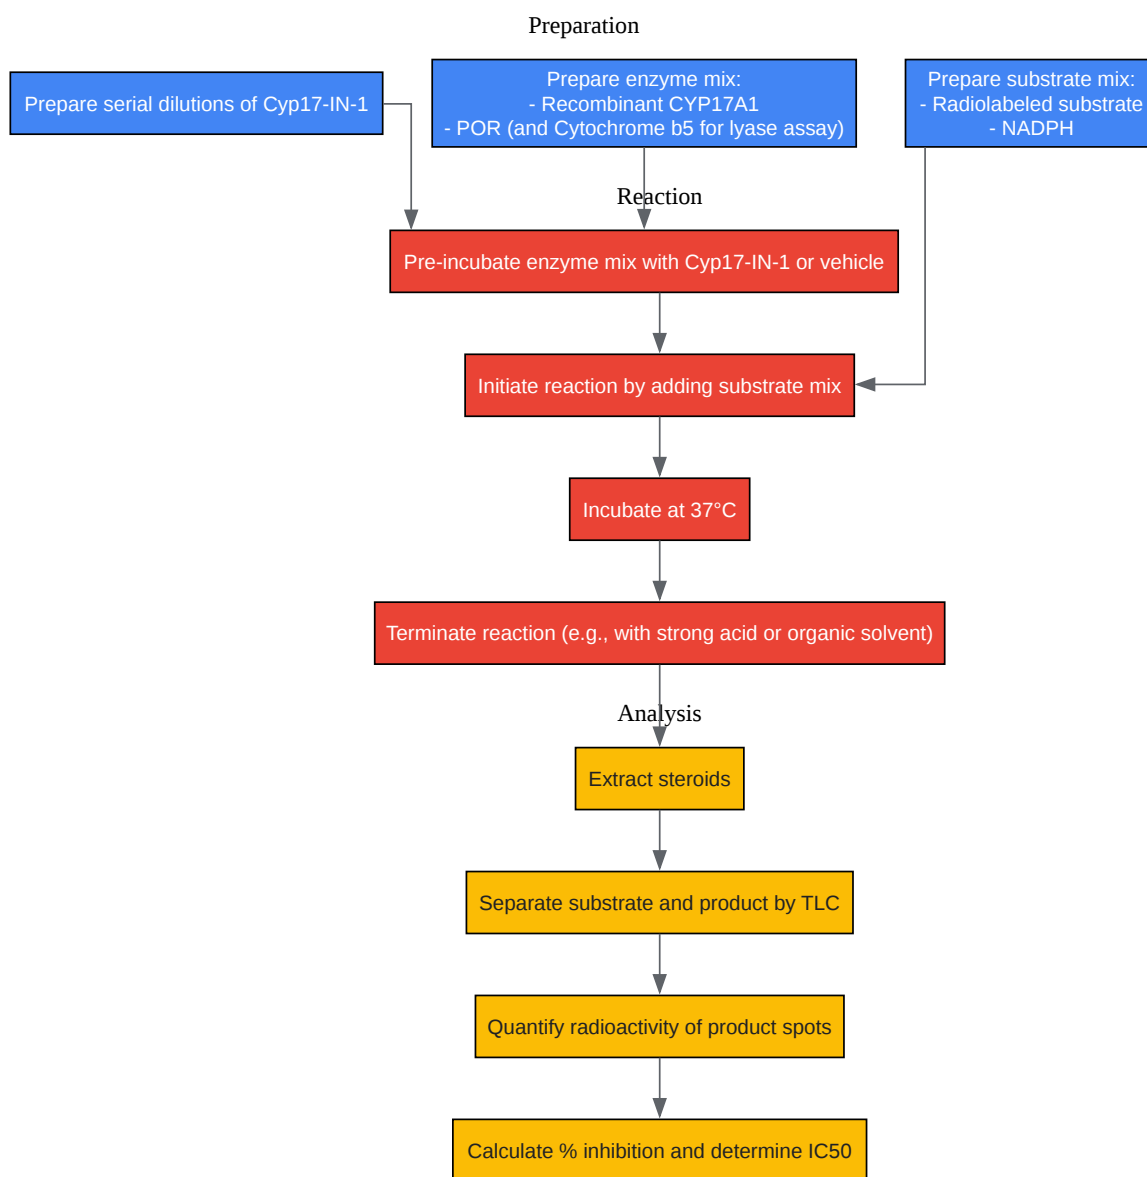 Preparation
Prepare serial dilutions of Cyp17-IN-1
Prepare enzyme mix:
- Recombinant CYP17A1
- POR (and Cytochrome b5 for lyase assay)
Prepare substrate mix:
- Radiolabeled substrate
- NADPH
Reaction
Pre-incubate enzyme mix with Cyp17-IN-1 or vehicle
Initiate reaction by adding substrate mix
Incubate at 37°C
Terminate reaction (e.g., with strong acid or organic solvent)
Analysis
Extract steroids
Separate substrate and product by TLC
Quantify radioactivity of product spots
Calculate % inhibition and determine IC50